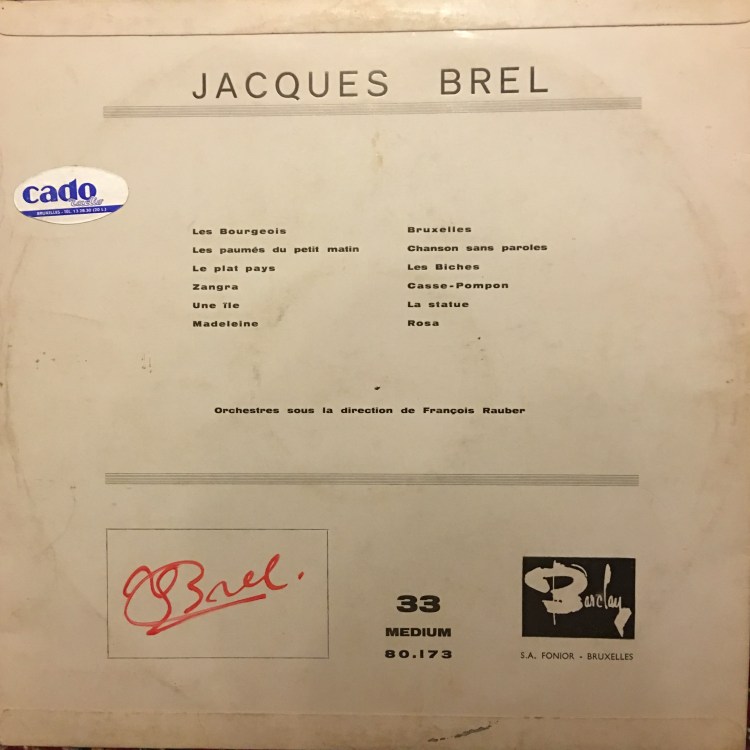 JACQUES BREL
cado
BRUXELLES - TEL.
Les Bourgeois
Les paumés du petit matin
Le plat pays
Zangra
Une île
Madeleine
Bruxelles
Chanson sans paroles
Les Biches
Casse-Pompon
La statue
Rosa
Orchestres sous la direction de François Rauber
JBrel.
33
MEDIUM
80.173
Barclay
S.A. FONIOR - BRUXELLES